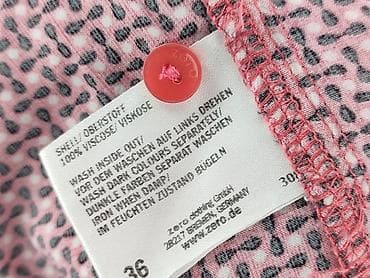 ZERO
SHELL/ OBERSTOFF
100% VISCOSE/ VISKOSE
WASH INSIDE OUT/
VOR DEM WASCHEN AUF LINKS DREHEN
WASH DARK COLOURS SEPARATELY/
DUNKLE FARBEN SEPARAT WASCHEN
IRON WHEN DAMP/
IM FEUCHTEN ZUSTAND BÜGELN
zero clothing GmbH
28217 BREMEN, GERMANY
www.zero.de
36